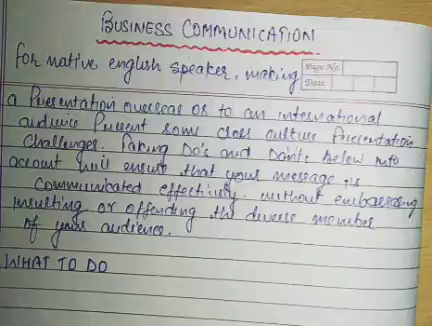 BUSINESS COMMUNICATION
for native english speaker, making
Page No.
Date
a Presentation overseas or to an international
audience Present some cross culture Presentation
Challenges. Taking Do's and Don'ts below into
account will ensure that your message is
Communicated effectively. without embarrassing
insulting or offending the diverse member
of your audience.
WHAT TO DO